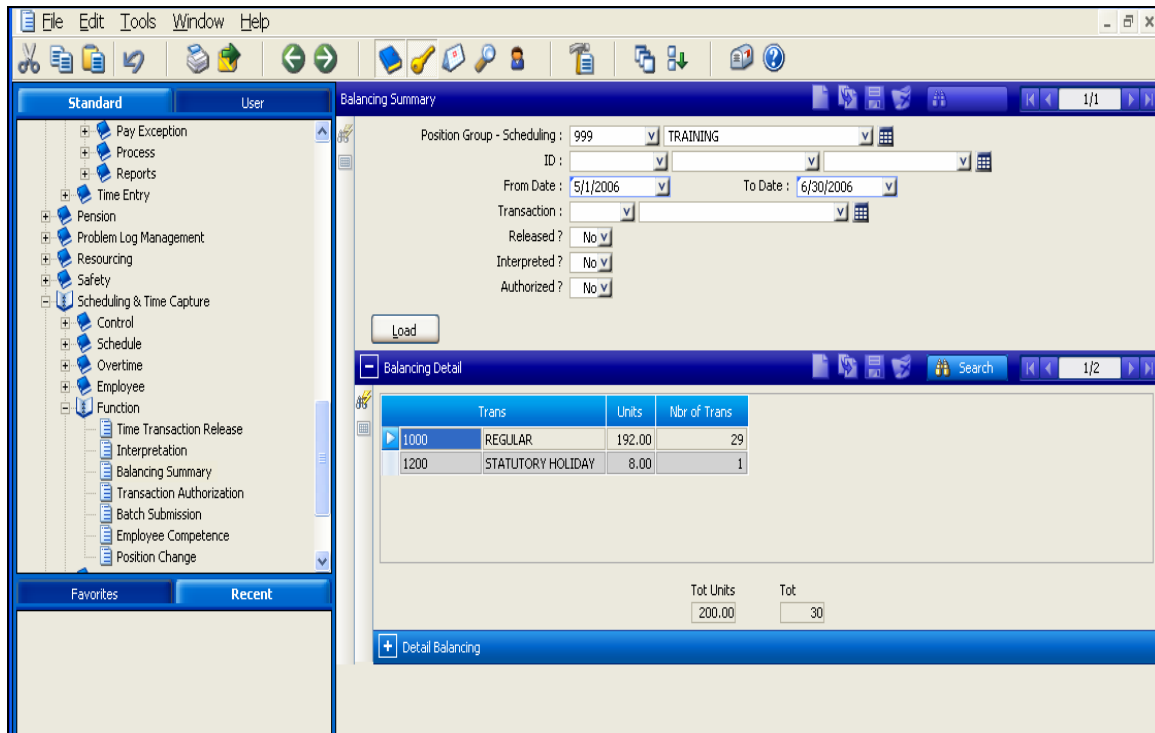 File Edit Tools Window Help
Standard User
Pay Exception
Process
Reports
Time Entry
Pension
Problem Log Management
Resourcing
Safety
Scheduling & Time Capture
Control
Schedule
Overtime
Employee
Function
Time Transaction Release
Interpretation
Balancing Summary
Transaction Authorization
Batch Submission
Employee Competence
Position Change
Favorites Recent
Balancing Summary 1/1
Position Group - Scheduling : 999 TRAINING
ID :
From Date : 5/1/2006 To Date : 6/30/2006
Transaction :
Released ? No
Interpreted ? No
Authorized ? No
Load
Balancing Detail Search 1/2
Trans Units Nbr of Trans
1000 REGULAR 192.00 29
1200 STATUTORY HOLIDAY 8.00 1
Tot Units Tot
200.00 30
Detail Balancing